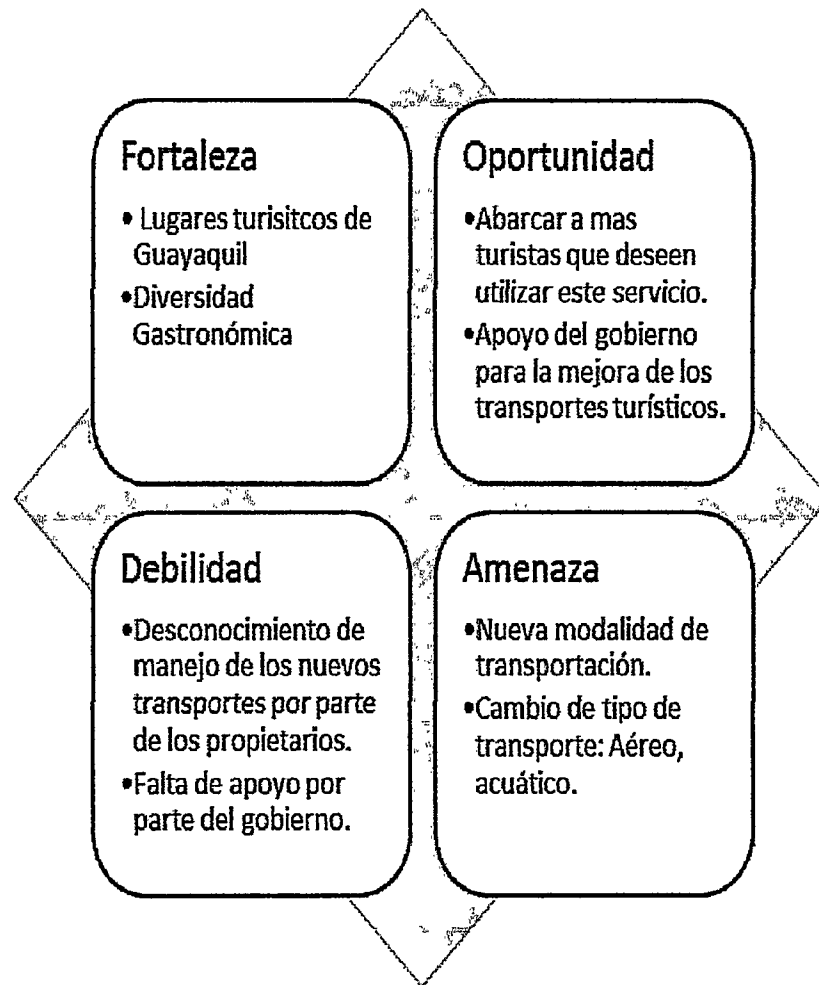 Fortaleza
• Lugares turisitcos de
Guayaquil
•Diversidad
Gastronómica
Oportunidad
•Abarcar a mas
turistas que deseen
utilizar este servicio.
•Apoyo del gobierno
para la mejora de los
transportes turísticos.
Debilidad
•Desconocimiento de
manejo de los nuevos
transportes por parte
de los propietarios.
•Falta de apoyo por
parte del gobierno.
Amenaza
•Nueva modalidad de
transportación.
•Cambio de tipo de
transporte: Aéreo,
acuático.